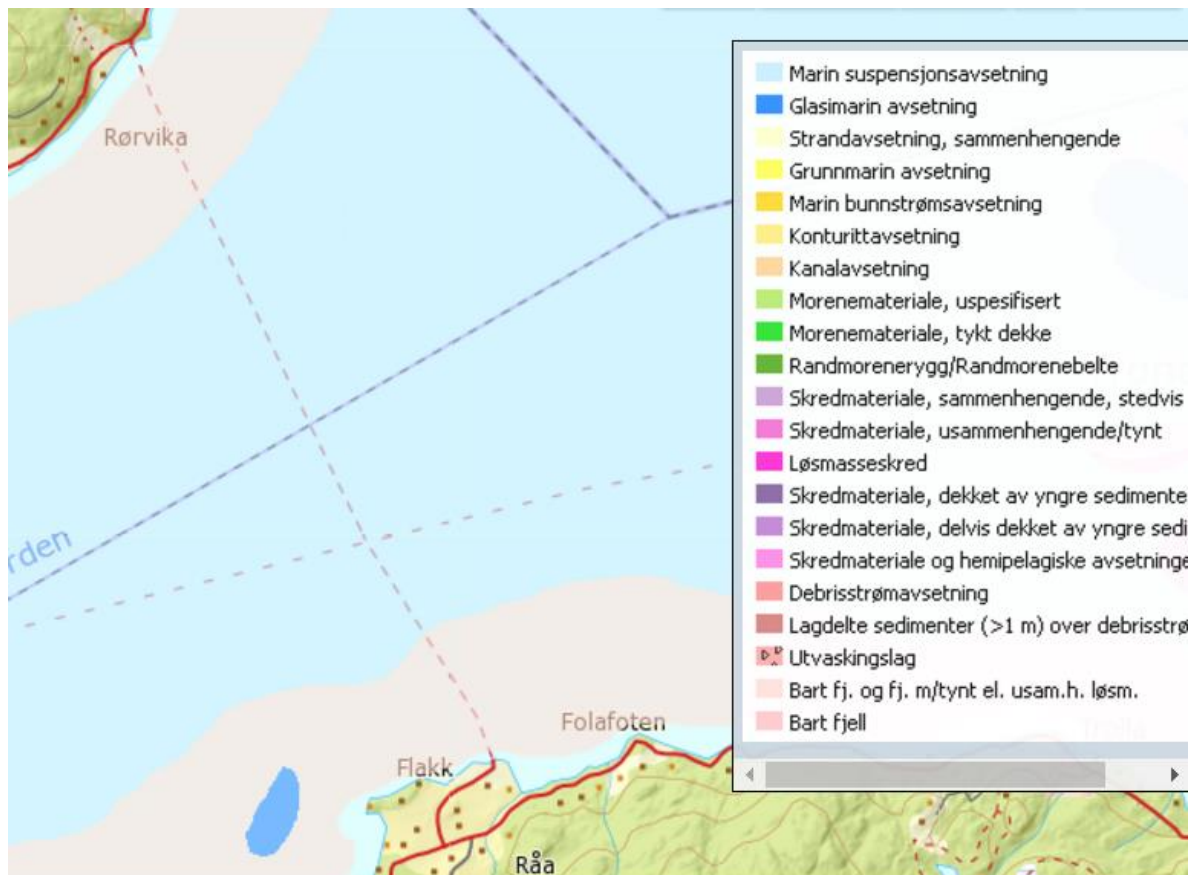 Rørvika
rden
Flakk
Folafoten
Råa
Marin suspensjonsavsetning
Glasimarin avsetning
Strandavsetning, sammenhengende
Grunnmarin avsetning
Marin bunnstrømsavsetning
Konturittavsetning
Kanalavsetning
Morenemateriale, uspesifisert
Morenemateriale, tykt dekke
Randmorenerygg/Randmorenebelte
Skredmateriale, sammenhengende, stedvis
Skredmateriale, usammenhengende/tynt
Løsmasseskred
Skredmateriale, dekket av yngre sedimente
Skredmateriale, delvis dekket av yngre sedi
Skredmateriale og hemipelagiske avsetninge
Debrisstrømavsetning
Lagdelte sedimenter (>1 m) over debrisstrø
Utvaskingslag
Bart fj. og fj. m/tynt el. usam.h. løsm.
Bart fjell